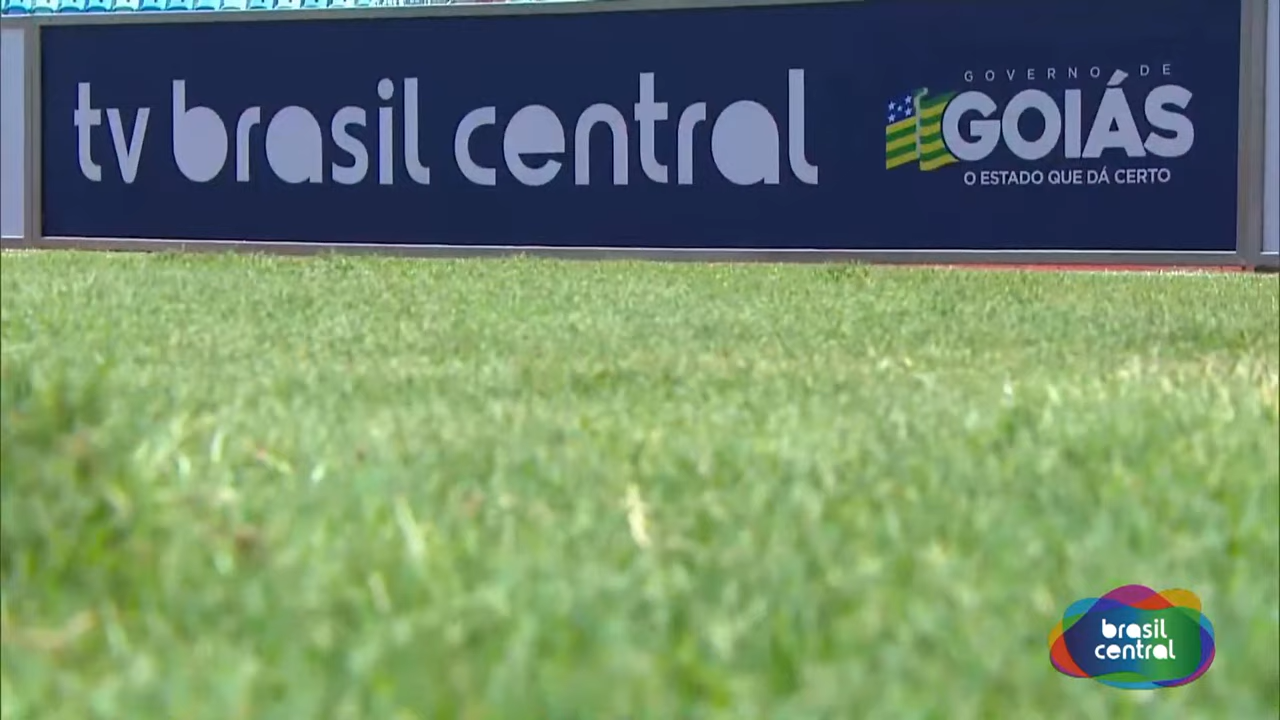 tv brasil central
GOVERNO DE
GOIÁS
O ESTADO QUE DÁ CERTO
brasil
central